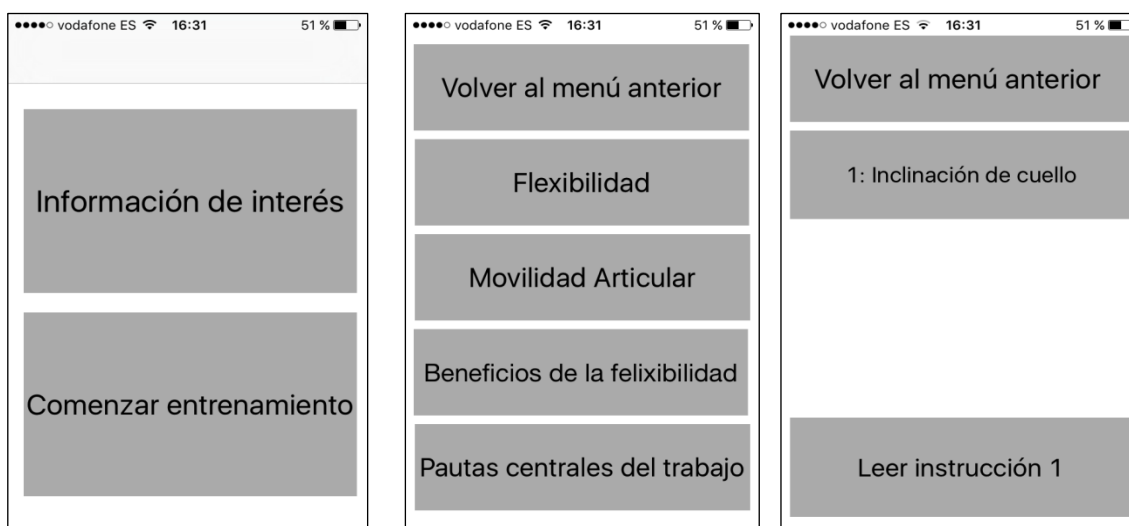 vodafone ES 16:31 51 %
Información de interés
Comenzar entrenamiento
vodafone ES 16:31 51 %
Volver al menú anterior
Flexibilidad
Movilidad Articular
Beneficios de la felixibilidad
Pautas centrales del trabajo
vodafone ES 16:31 51 %
Volver al menú anterior
1: Inclinación de cuello
Leer instrucción 1